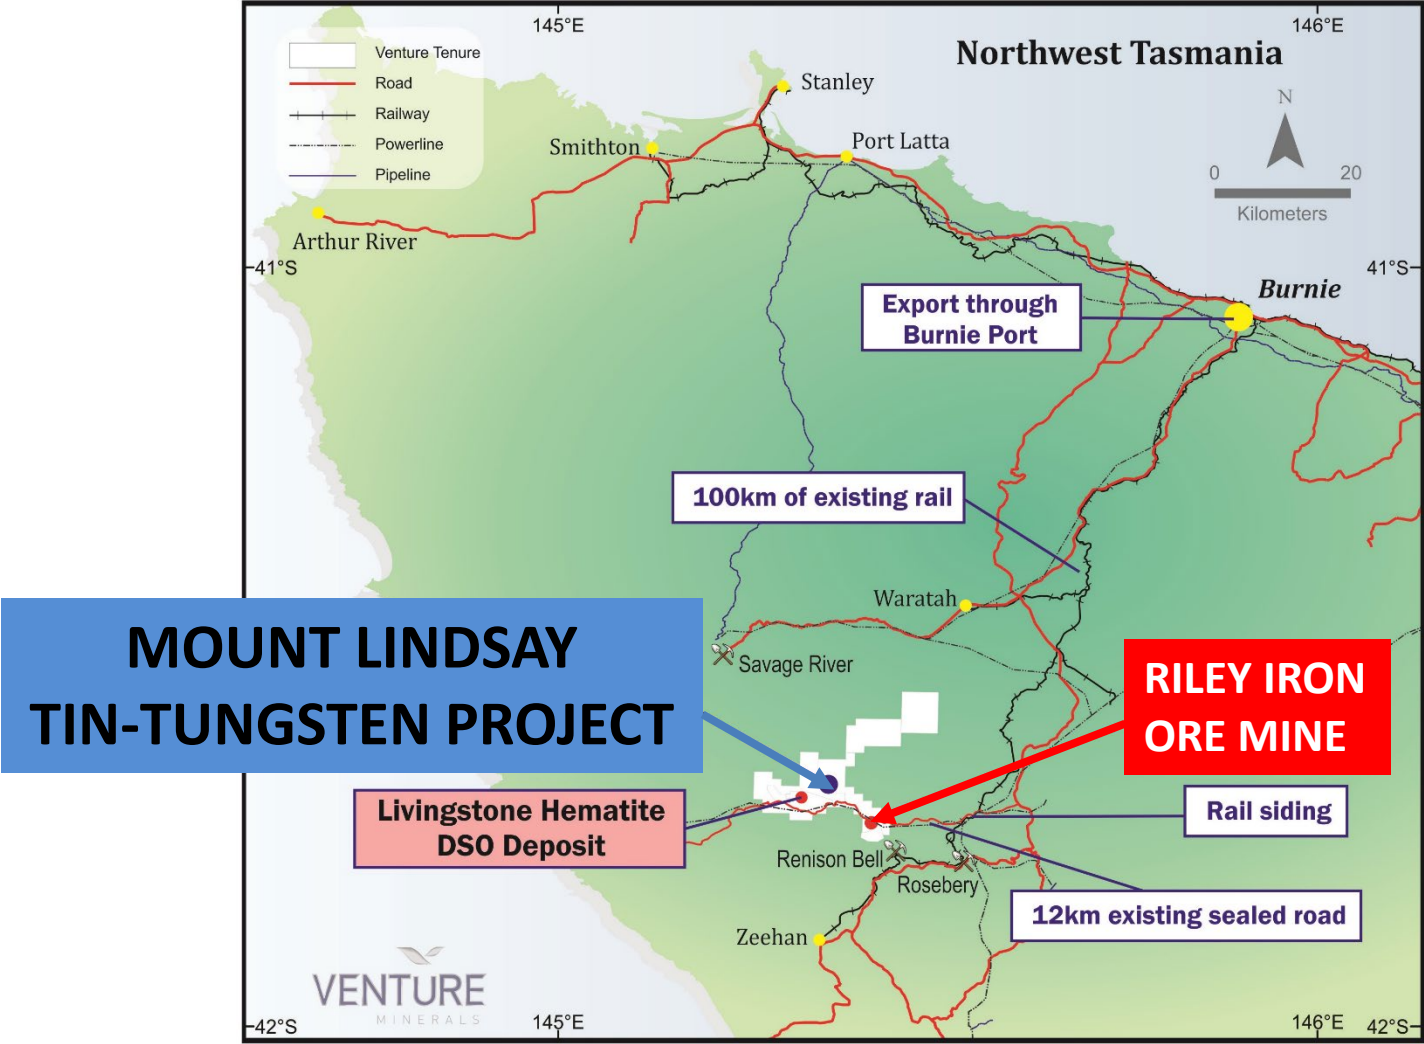 145°E
146°E
Northwest Tasmania
Venture Tenure
Road
Railway
Powerline
Pipeline
Stanley
Smithton
Port Latta
N
0
20
Kilometers
Arthur River
41°S
41°S
Burnie
Export through
Burnie Port
100km of existing rail
Waratah
MOUNT LINDSAY
TIN-TUNGSTEN PROJECT
Savage River
RILEY IRON
ORE MINE
Livingstone Hematite
DSO Deposit
Rail siding
Renison Bell
Rosebery
12km existing sealed road
Zeehan
VENTURE
MINERALS
42°S
145°E
146°E
42°S